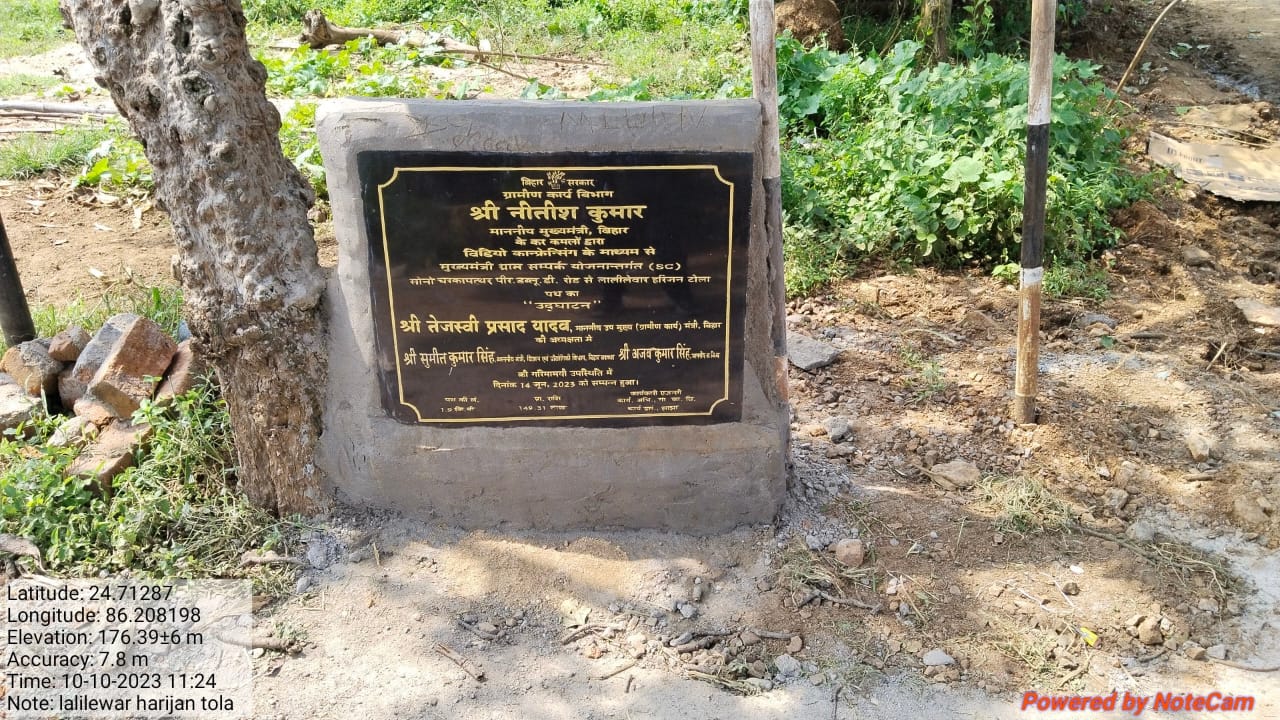 बिहार सरकार
ग्रामीण कार्य विभाग
श्री नीतीश कुमार
माननीय मुख्यमंत्री, बिहार
के कर कमलों द्वारा
विडियो कान्फ्रेन्सिंग के माध्यम से
मुख्यमंत्री ग्राम सम्पर्क योजनान्तर्गत (SC)
सोनो चरकापत्थर पी.डब्लू.डी. रोड से लालीलेवार हरिजन टोला
पथ का
"उद्घाटन"
श्री तेजस्वी प्रसाद यादव, माननीय उप मुख्य (ग्रामीण कार्य) मंत्री, बिहार
की अध्यक्षता में
श्री सुमीत कुमार सिंह, श्री अजय कुमार सिंह,
की गरिमामयी उपस्थिति में
दिनांक 14 जून, 2023 को सम्पन्न हुआ।
प्रा. राशि
149.31 लाख
कार्यकारी एजेन्सी
Latitude: 24.71287
Longitude: 86.208198
Elevation: 176.39±6 m
Accuracy: 7.8 m
Time: 10-10-2023 11:24
Note: lalilewar harijan tola
Powered by NoteCam